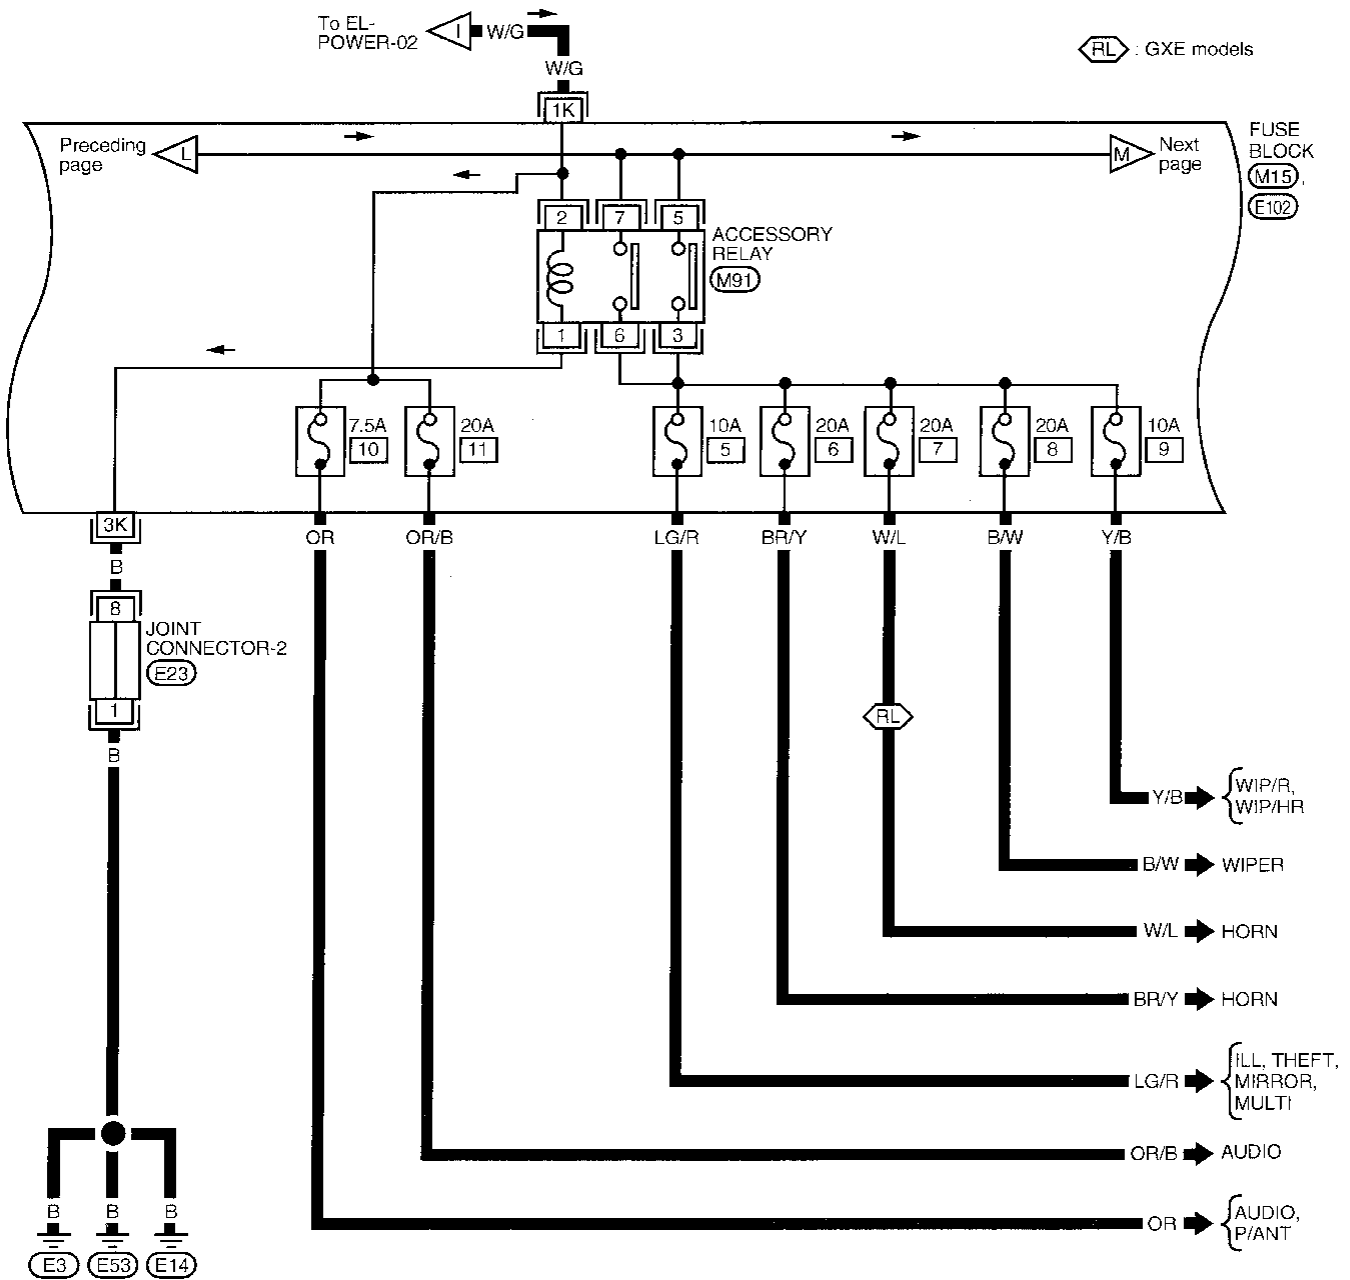 To EL-
POWER-02
I
W/G
W/G
RL : GXE models
1K
Preceding
page
L
M
Next
page
FUSE
BLOCK
M15 ,
E102
2 7 5
ACCESSORY
RELAY
M91
1 6 3
7.5A
10
20A
11
10A
5
20A
6
20A
7
20A
8
10A
9
3K
OR OR/B LG/R BR/Y W/L B/W Y/B
B
8
JOINT
CONNECTOR-2
E23
1
B
RL
Y/B
WIP/R,
WIP/HR
B/W WIPER
W/L HORN
BR/Y HORN
LG/R
ILL, THEFT,
MIRROR,
MULTI
OR/B AUDIO
OR
AUDIO,
P/ANT
B B B
E3 E53 E14